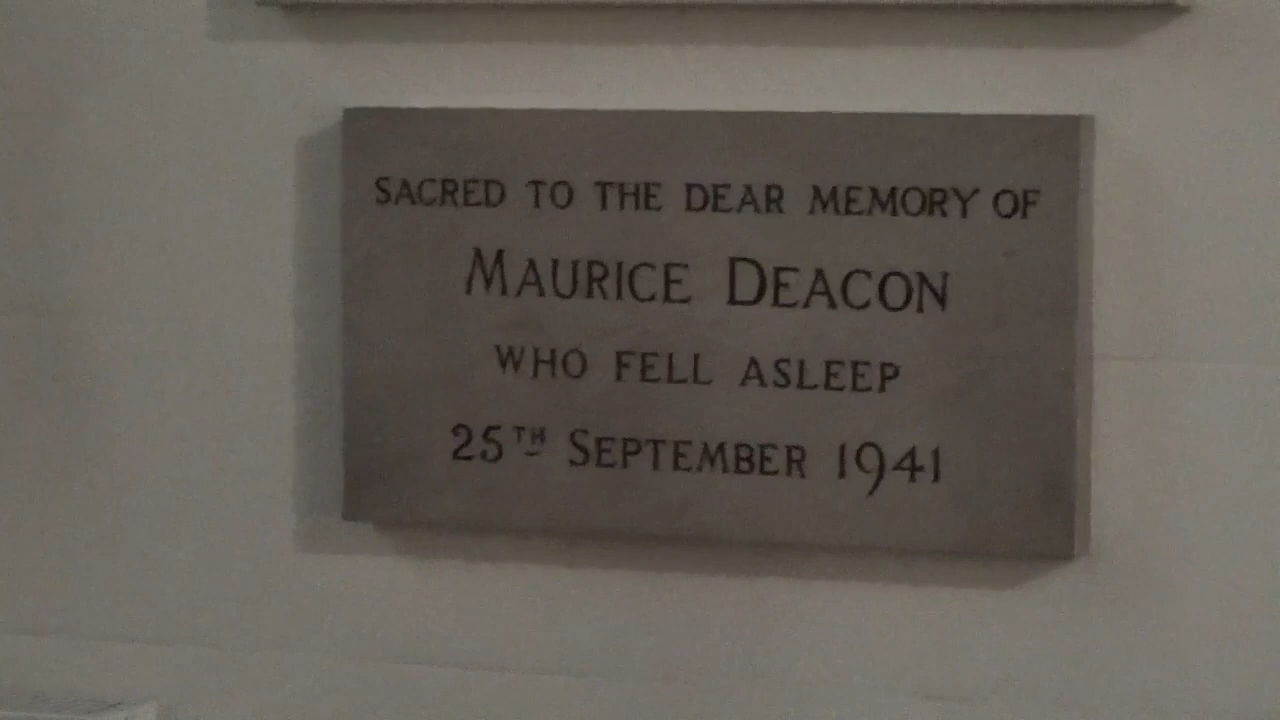 SACRED TO THE DEAR MEMORY OF
MAURICE DEACON
WHO FELL ASLEEP
25TH SEPTEMBER 1941